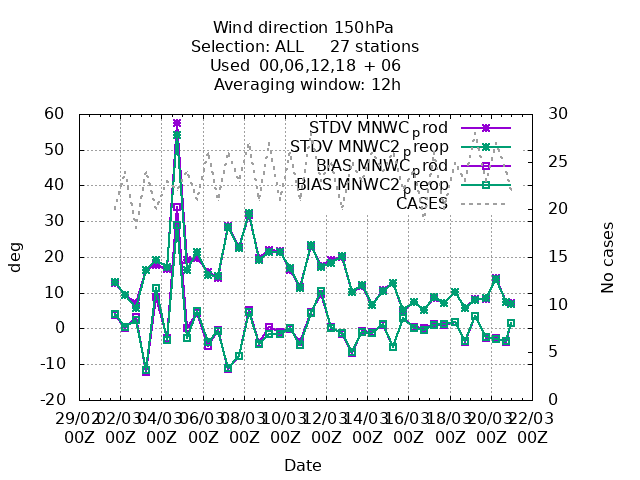 Wind direction 150hPa
Selection: ALL 27 stations
Used 00,06,12,18 + 06
Averaging window: 12h
60
50
40
30
20
10
0
-10
-20
30
25
20
15
10
5
0
deg
No cases
STDV MNWCprod
STDV MNWC2preop
BIAS MNWCprod
BIAS MNWC2preop
CASES
29/02 02/03 04/03 06/03 08/03 10/03 12/03 14/03 16/03 18/03 20/03 22/03
00Z 00Z 00Z 00Z 00Z 00Z 00Z 00Z 00Z 00Z 00Z 00Z
Date